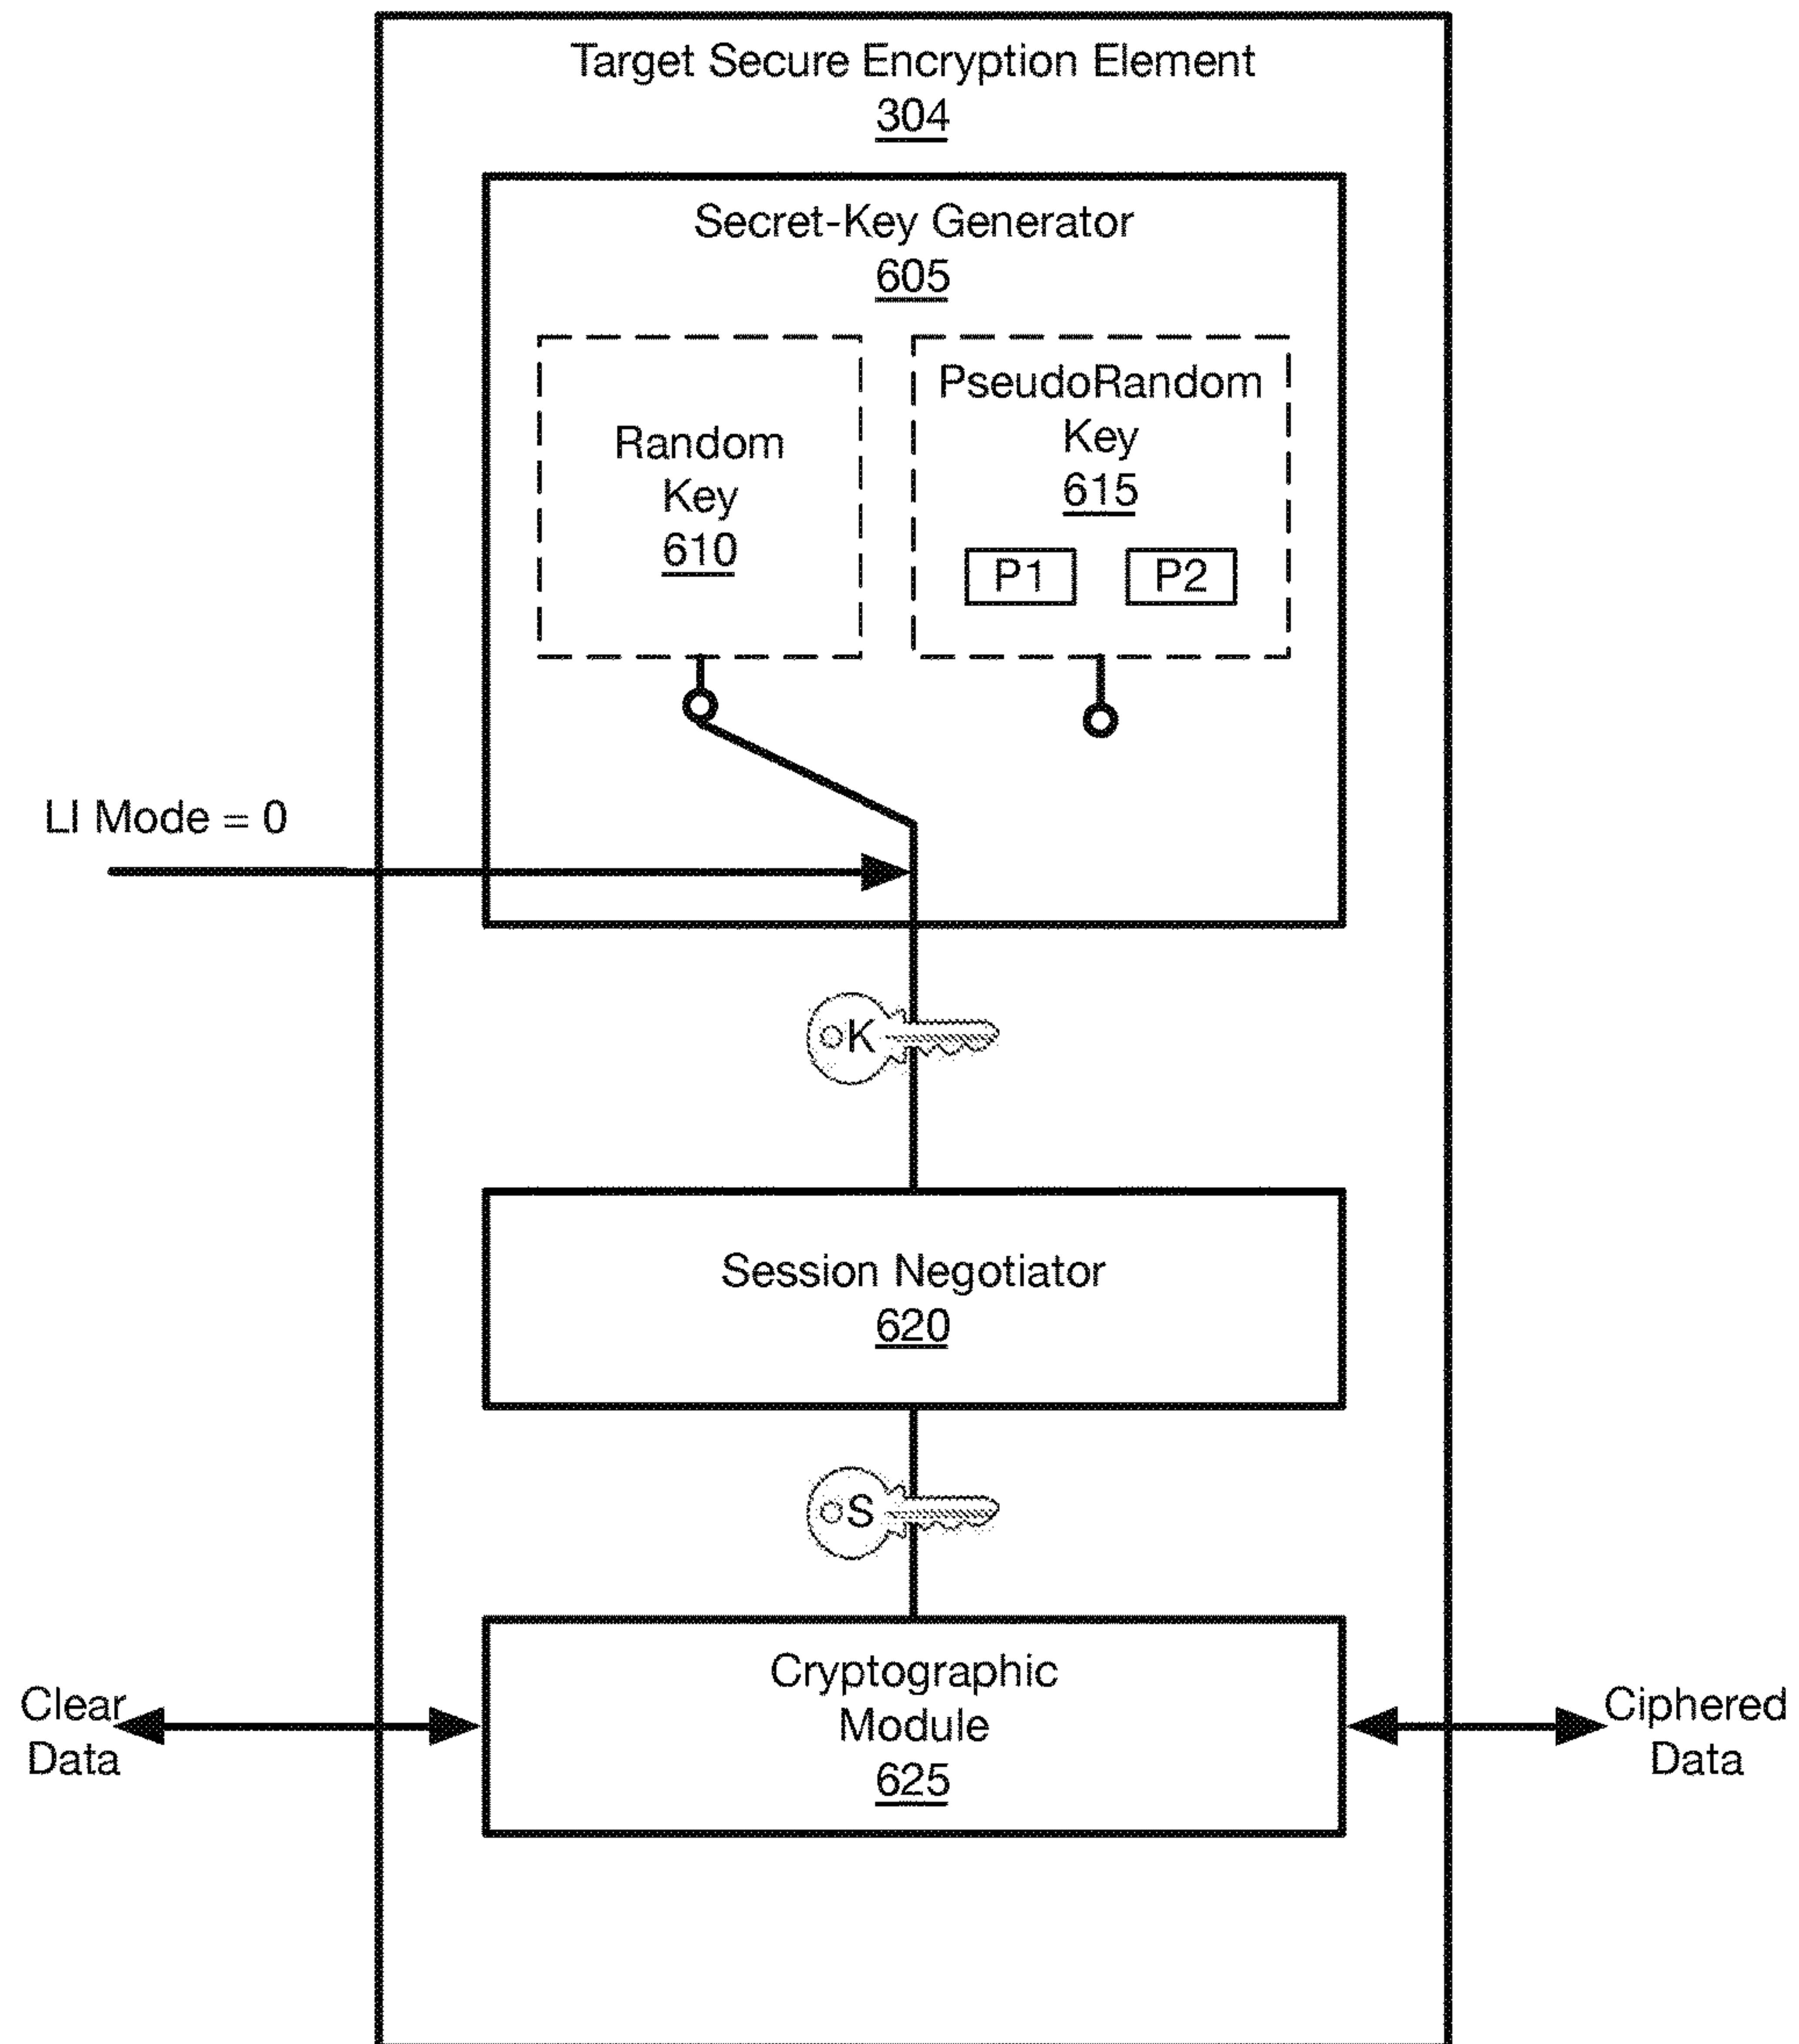 Target Secure Encryption Element
304
Secret-Key Generator
605
Random
Key
610
PseudoRandom
Key
615
P1
P2
LI Mode = 0
K
Session Negotiator
620
S
Clear
Data
Cryptographic
Module
625
Ciphered
Data